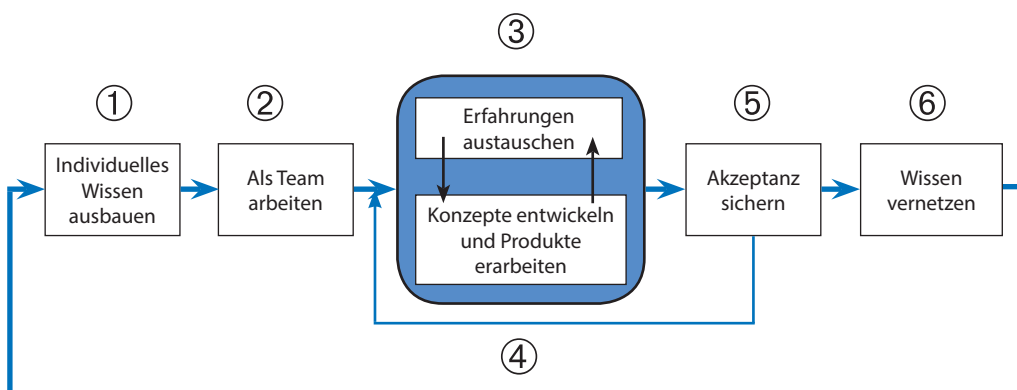 ③
①
②
⑤
⑥
Individuelles
Wissen
ausbauen
Als Team
arbeiten
Erfahrungen
austauschen
Konzepte entwickeln
und Produkte
erarbeiten
Akzeptanz
sichern
Wissen
vernetzen
④